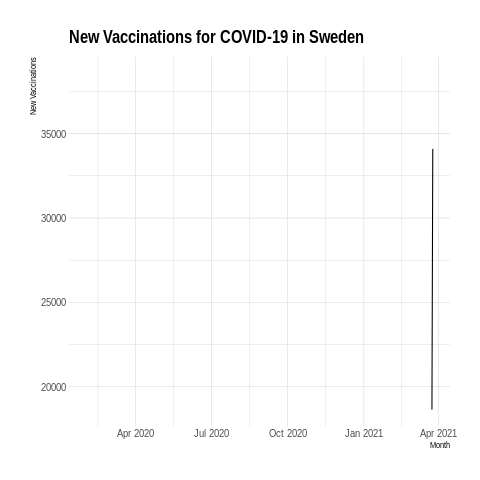 New Vaccinations for COVID-19 in Sweden
New Vaccinations
35000
30000
25000
20000
Apr 2020 Jul 2020 Oct 2020 Jan 2021 Apr 2021
Month